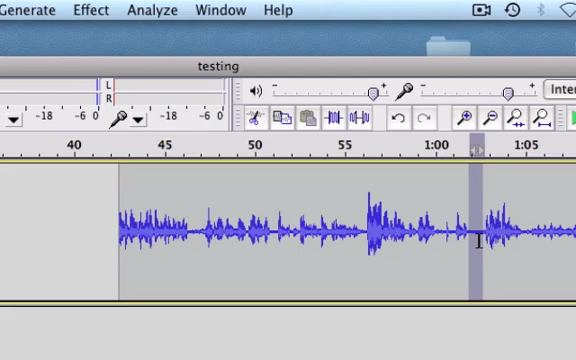 Generate Effect Analyze Window Help
testing
L
R
- +
- +
Inter
-18 -6 0
-18 -6 0
40 45 50 55 1:00 1:05